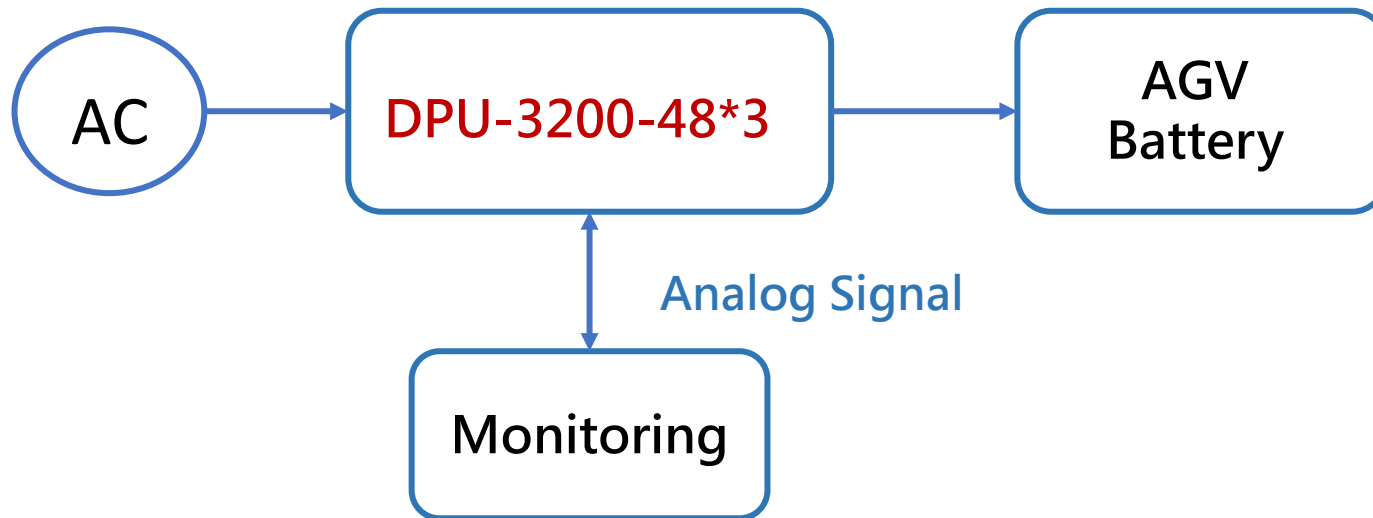 AC
DPU-3200-48*3
AGV
Battery
Analog Signal
Monitoring